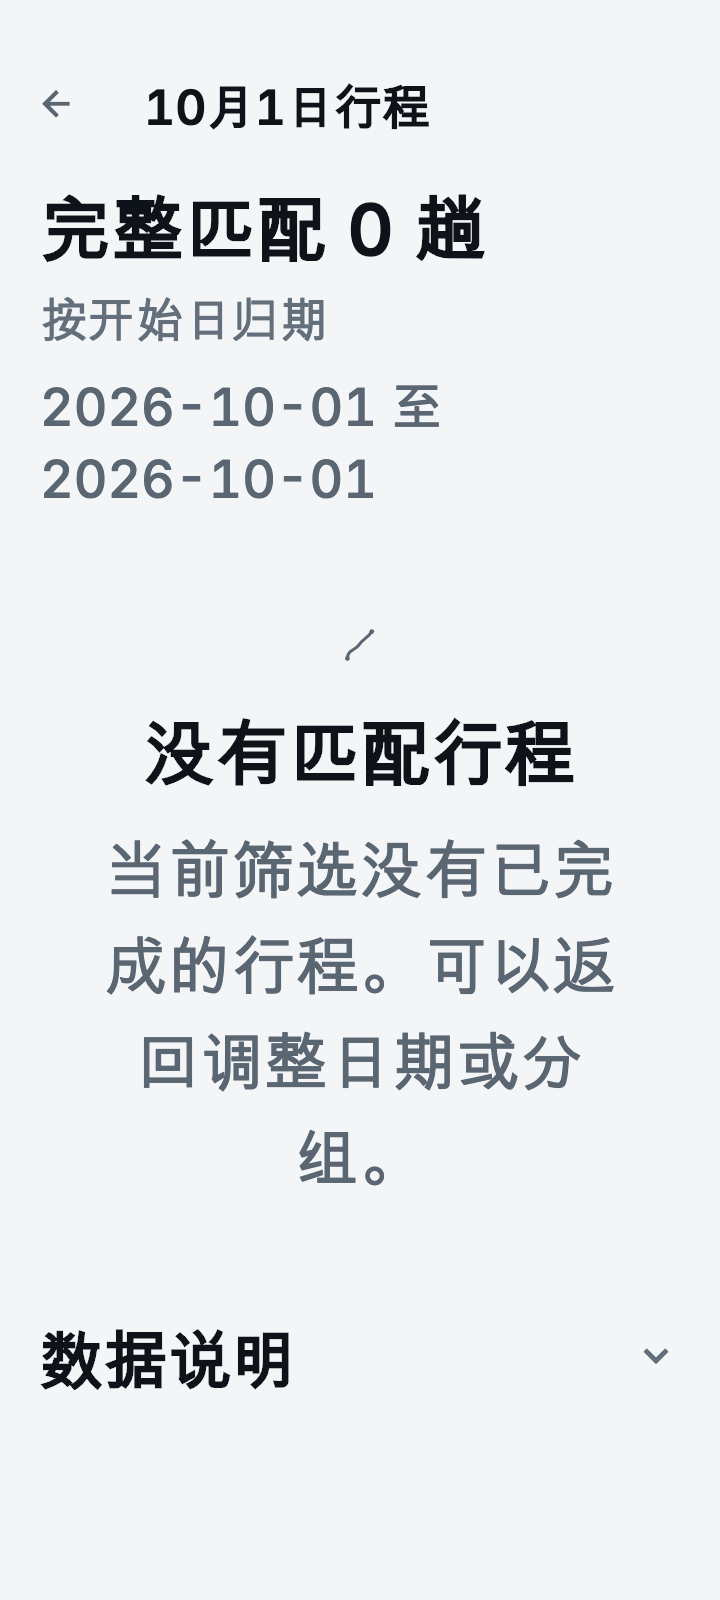 10月1日行程
完整匹配 0 趟
按开始日归期
2026-10-01 至
2026-10-01
没有匹配行程
当前筛选没有已完
成的行程。可以返
回调整日期或分
组。
数据说明